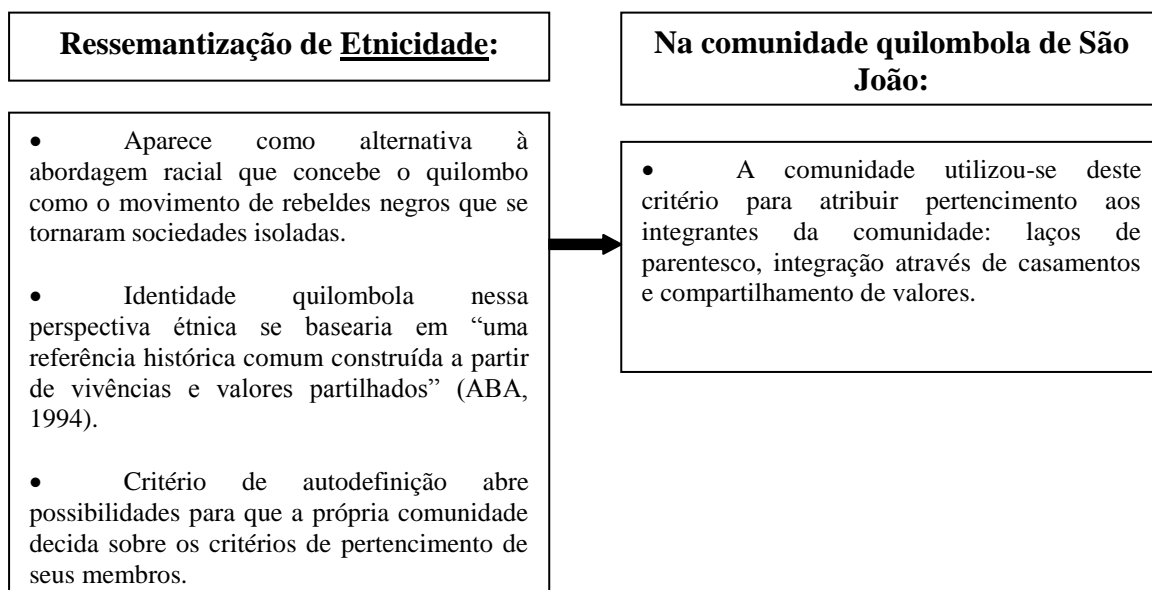 Ressemantização de Etnicidade:
• Aparece como alternativa à
abordagem racial que concebe o quilombo
como o movimento de rebeldes negros que se
tornaram sociedades isoladas.
• Identidade quilombola nessa
perspectiva étnica se basearia em “uma
referência histórica comum construída a partir
de vivências e valores partilhados” (ABA,
1994).
• Critério de autodefinição abre
possibilidades para que a própria comunidade
decida sobre os critérios de pertencimento de
seus membros.
Na comunidade quilombola de São
João:
• A comunidade utilizou-se deste
critério para atribuir pertencimento aos
integrantes da comunidade: laços de
parentesco, integração através de casamentos
e compartilhamento de valores.